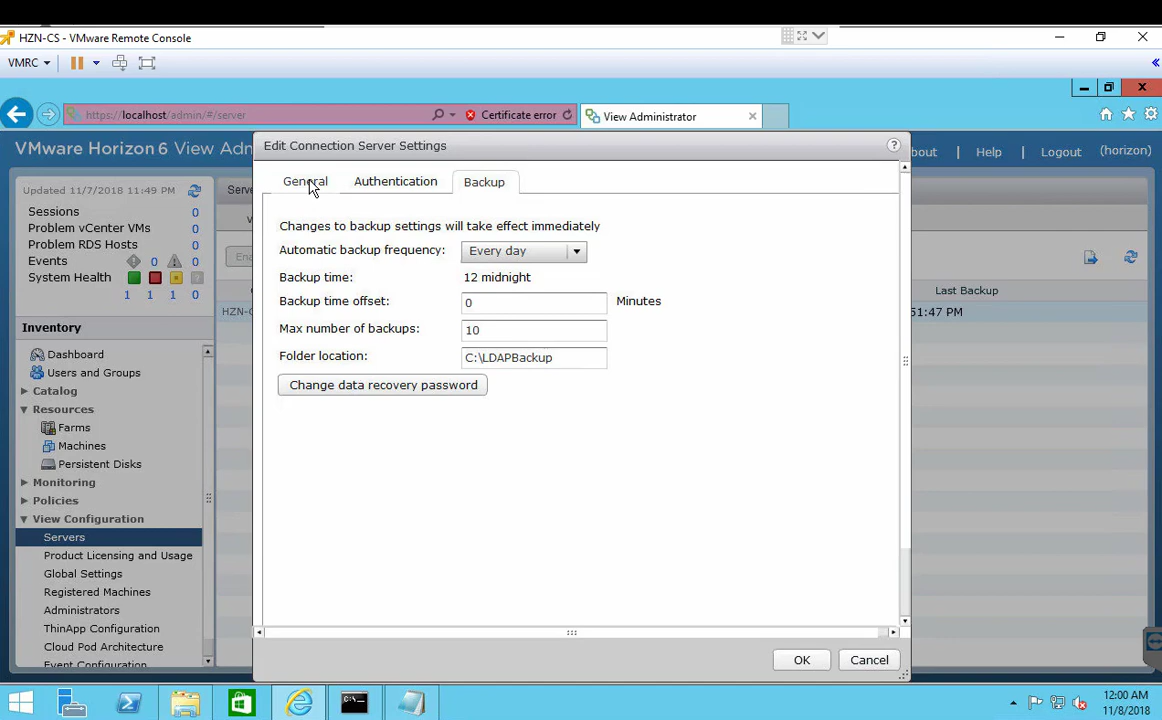 HZN-CS - VMware Remote Console
VMRC
https://localhost/admin/#/server
Certificate error
View Administrator
VMware Horizon 6 View Adm
bout
Help
Logout
(horizon)
Edit Connection Server Settings
?
Updated 11/7/2018 11:49 PM
Sessions 0
Problem vCenter VMs 0
Problem RDS Hosts 0
Events 0 0
System Health
1 1 1 0
Inventory
Dashboard
Users and Groups
Catalog
Resources
Farms
Machines
Persistent Disks
Monitoring
Policies
View Configuration
Servers
Product Licensing and Usage
Global Settings
Registered Machines
Administrators
ThinApp Configuration
Cloud Pod Architecture
Event Configuration
Serve
V
Ena
HZN-C
Last Backup
51:47 PM
General
Authentication
Backup
Changes to backup settings will take effect immediately
Automatic backup frequency: Every day
Backup time: 12 midnight
Backup time offset: 0 Minutes
Max number of backups: 10
Folder location: C:\LDAPBackup
Change data recovery password
OK
Cancel
12:00 AM
11/8/2018